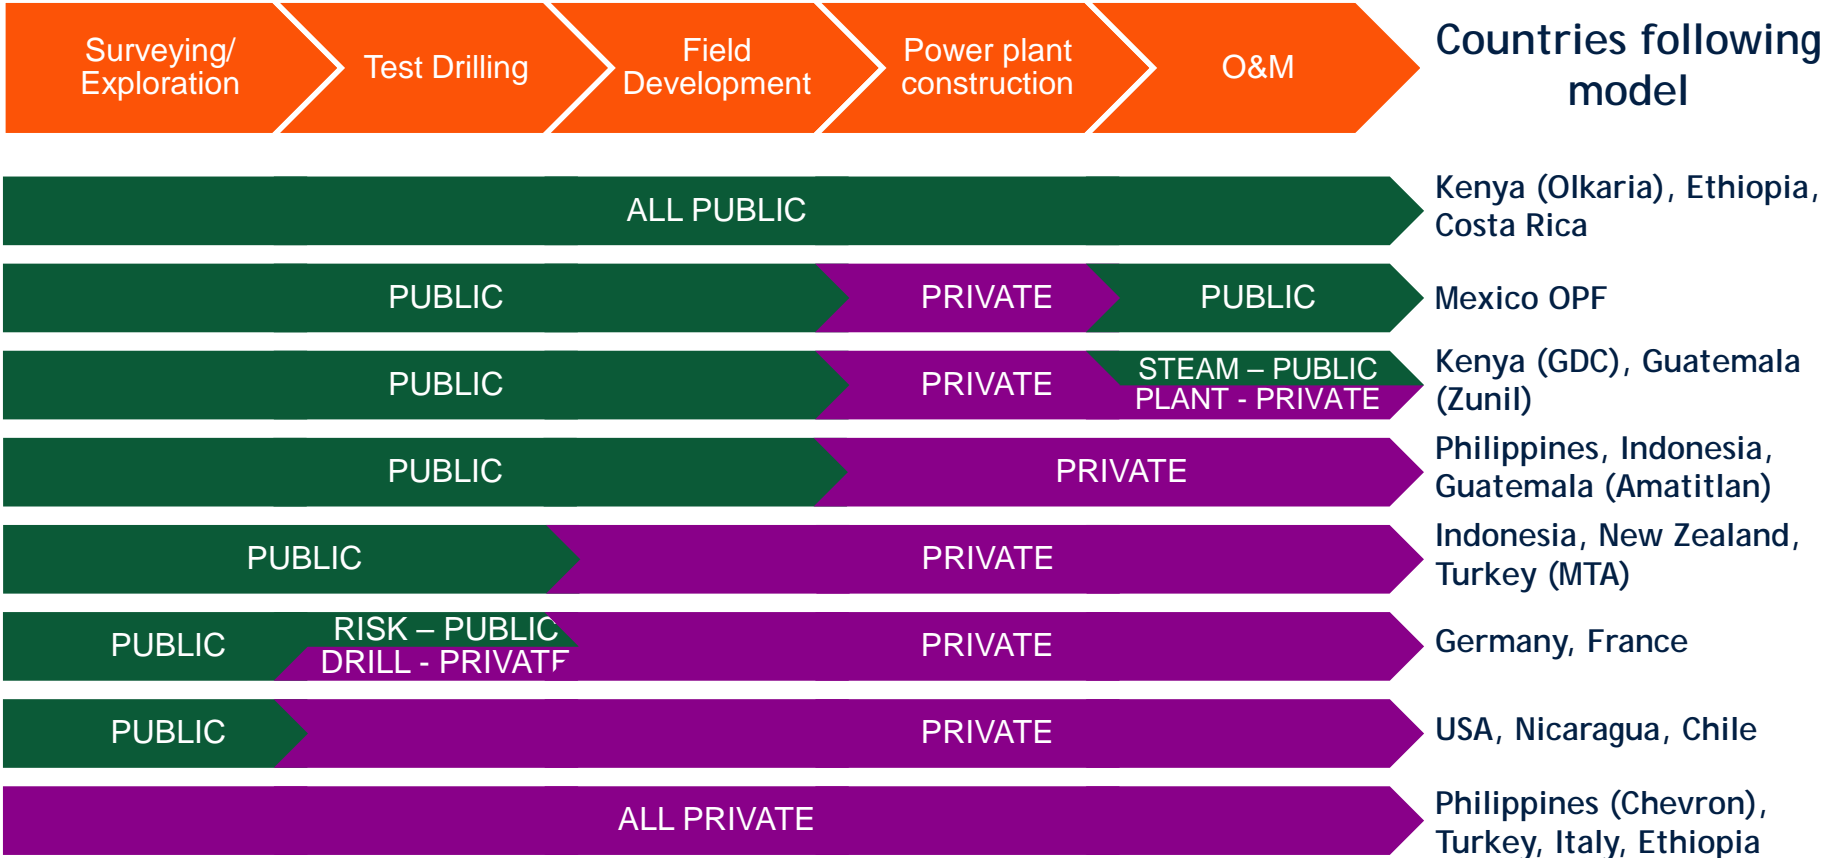 Surveying/
Exploration
Test Drilling
Field
Development
Power plant
construction
O&M
Countries following
model
ALL PUBLIC
Kenya (Olkaria), Ethiopia,
Costa Rica
PUBLIC
PRIVATE
PUBLIC
Mexico OPF
PUBLIC
PRIVATE
STEAM – PUBLIC
PLANT - PRIVATE
Kenya (GDC), Guatemala
(Zunil)
PUBLIC
PRIVATE
Philippines, Indonesia,
Guatemala (Amatitlan)
PUBLIC
PRIVATE
Indonesia, New Zealand,
Turkey (MTA)
PUBLIC
RISK – PUBLIC
DRILL - PRIVATE
PRIVATE
Germany, France
PUBLIC
PRIVATE
USA, Nicaragua, Chile
ALL PRIVATE
Philippines (Chevron),
Turkey, Italy, Ethiopia